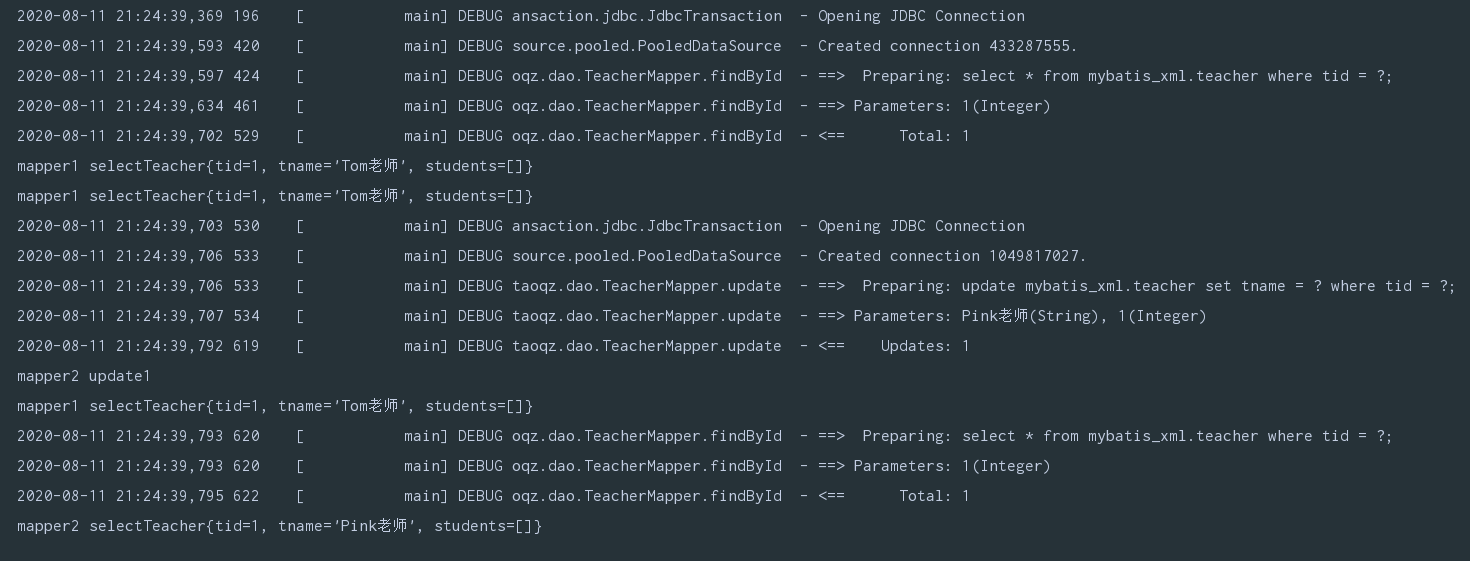 2020-08-11 21:24:39,369 196    [           main] DEBUG ansaction.jdbc.JdbcTransaction  - Opening JDBC Connection
2020-08-11 21:24:39,593 420    [           main] DEBUG source.pooled.PooledDataSource  - Created connection 433287555.
2020-08-11 21:24:39,597 424    [           main] DEBUG oqz.dao.TeacherMapper.findById  - ==>  Preparing: select * from mybatis_xml.teacher where tid = ?;
2020-08-11 21:24:39,634 461    [           main] DEBUG oqz.dao.TeacherMapper.findById  - ==> Parameters: 1(Integer)
2020-08-11 21:24:39,702 529    [           main] DEBUG oqz.dao.TeacherMapper.findById  - <==      Total: 1
mapper1 selectTeacher{tid=1, tname='Tom老师', students=[]}
mapper1 selectTeacher{tid=1, tname='Tom老师', students=[]}
2020-08-11 21:24:39,703 530    [           main] DEBUG ansaction.jdbc.JdbcTransaction  - Opening JDBC Connection
2020-08-11 21:24:39,706 533    [           main] DEBUG source.pooled.PooledDataSource  - Created connection 1049817027.
2020-08-11 21:24:39,706 533    [           main] DEBUG taoqz.dao.TeacherMapper.update  - ==>  Preparing: update mybatis_xml.teacher set tname = ? where tid = ?;
2020-08-11 21:24:39,707 534    [           main] DEBUG taoqz.dao.TeacherMapper.update  - ==> Parameters: Pink老师(String), 1(Integer)
2020-08-11 21:24:39,792 619    [           main] DEBUG taoqz.dao.TeacherMapper.update  - <==    Updates: 1
mapper2 update1
mapper1 selectTeacher{tid=1, tname='Tom老师', students=[]}
2020-08-11 21:24:39,793 620    [           main] DEBUG oqz.dao.TeacherMapper.findById  - ==>  Preparing: select * from mybatis_xml.teacher where tid = ?;
2020-08-11 21:24:39,793 620    [           main] DEBUG oqz.dao.TeacherMapper.findById  - ==> Parameters: 1(Integer)
2020-08-11 21:24:39,795 622    [           main] DEBUG oqz.dao.TeacherMapper.findById  - <==      Total: 1
mapper2 selectTeacher{tid=1, tname='Pink老师', students=[]}